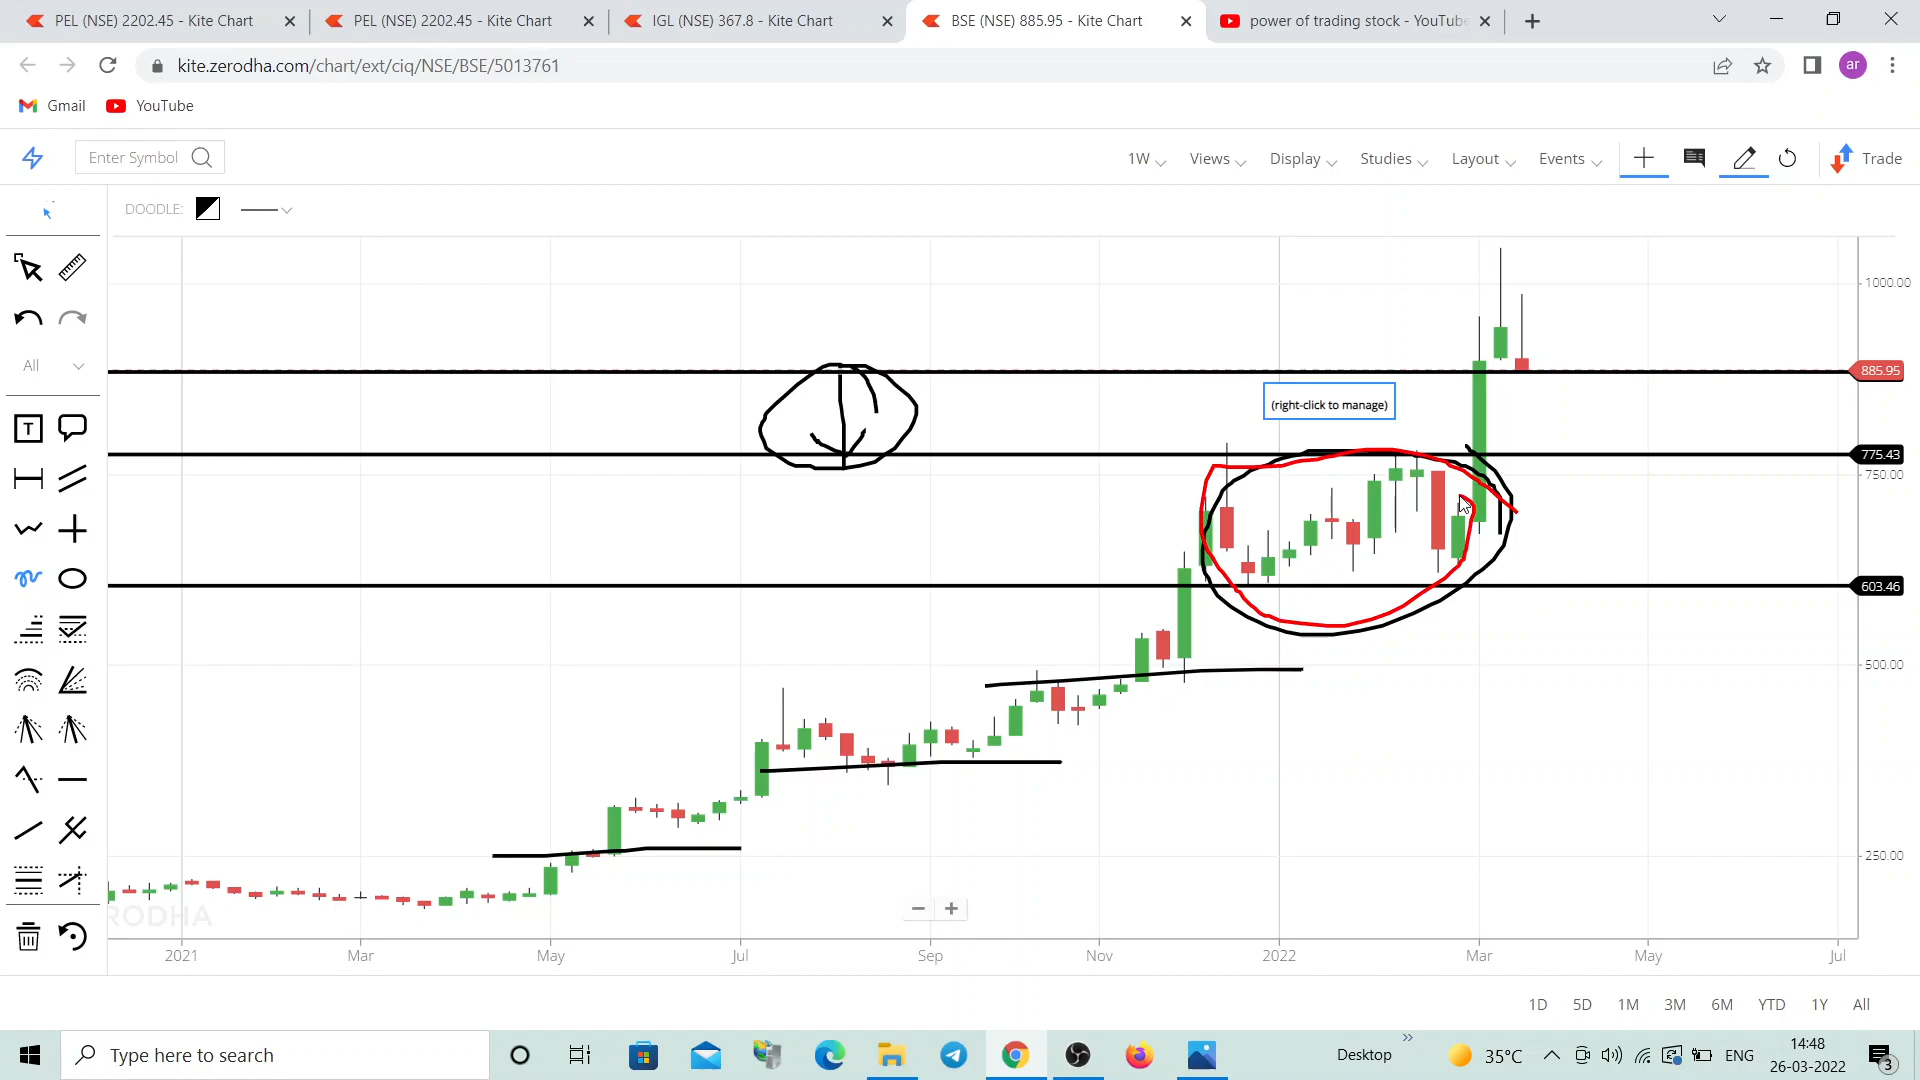 PEL (NSE) 2202.45 - Kite Chart
PEL (NSE) 2202.45 - Kite Chart
IGL (NSE) 367.8 - Kite Chart
BSE (NSE) 885.95 - Kite Chart
power of trading stock - YouTube
kite.zerodha.com/chart/ext/ciq/NSE/BSE/5013761
ar
Gmail
YouTube
Enter Symbol
1W
Views
Display
Studies
Layout
Events
Trade
DOODLE:
All
T
1000.00
885.95
(right-click to manage)
775.43
750.00
603.46
500.00
250.00
RODHA
2021
Mar
May
Jul
Sep
Nov
2022
Mar
May
Jul
1D
5D
1M
3M
6M
YTD
1Y
All
Type here to search
Desktop
35°C
ENG
14:48
26-03-2022
3